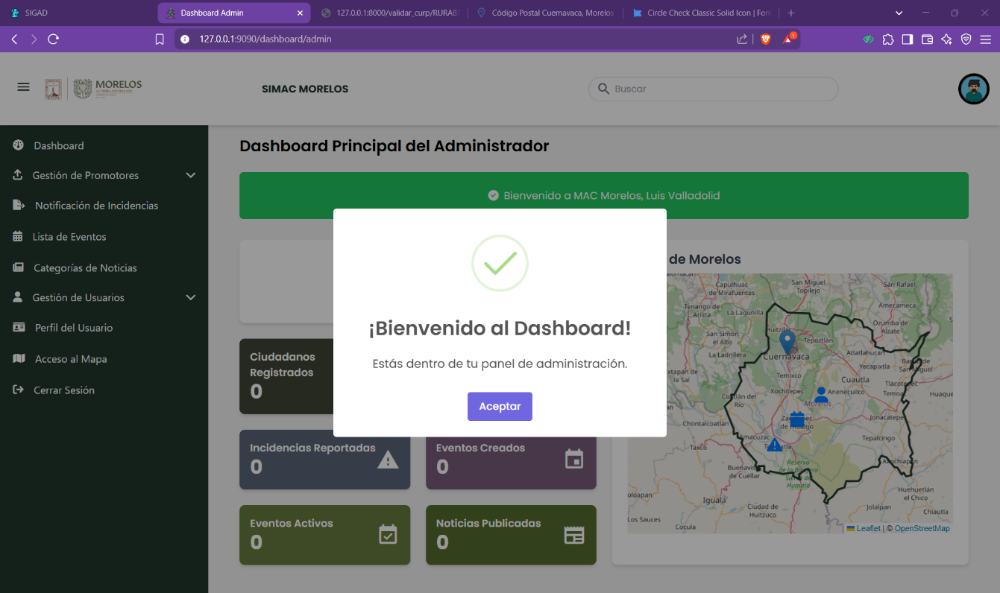 SIGAD
Dashboard Admin
127.0.0.1:8000/validar_curp/RURA87
Código Postal Cuernavaca, Morelos
Circle Check Classic Solid Icon | Fon
127.0.0.1:9090/dashboard/admin
1
MORELOS
SIMAC MORELOS
Buscar
Dashboard
Gestión de Promotores
Notificación de Incidencias
Lista de Eventos
Categorías de Noticias
Gestión de Usuarios
Perfil del Usuario
Acceso al Mapa
Cerrar Sesión
Dashboard Principal del Administrador
Bienvenido a MAC Morelos, Luis Valladolid
¡Bienvenido al Dashboard!
Estás dentro de tu panel de administración.
Aceptar
Ciudadanos
Registrados
0
Incidencias Reportadas
0
Eventos Creados
0
Eventos Activos
0
Noticias Publicadas
0
de Morelos
Capulhuac
de Mirafuentes
San Miguel
Topilejo
San Rafael
Tenango de
Arista
La Lagunilla
Amecameca
Huitzilac
Ozumba de
Alzate
San Simón
el Alto
Tepoztlán
La Ladrillera
Cuernavaca
Atlatlahucan
Yecapixtla
San Miguel
Temixco
Cuautla
Tlacotepec
Xochitepec
Anenecuilco
Temoac
Huaque
Coatlán del
Río
Morelos
Jonacatepec
Chontalcoatlán
Zacatepec
de Hidalgo
Amacuzac
Tepalcingo
Taxco
Axochiapan
Buenavista
de Cuéllar
Reserva
de la Biosfera
Sierra de
Huautla
Huehuetlán
el Chico
oloapan
Iguala
Ciudad de
Huitzuco
Jolalpan
Chiautla
Los Sauces
Cocula
Leaflet | © OpenStreetMap